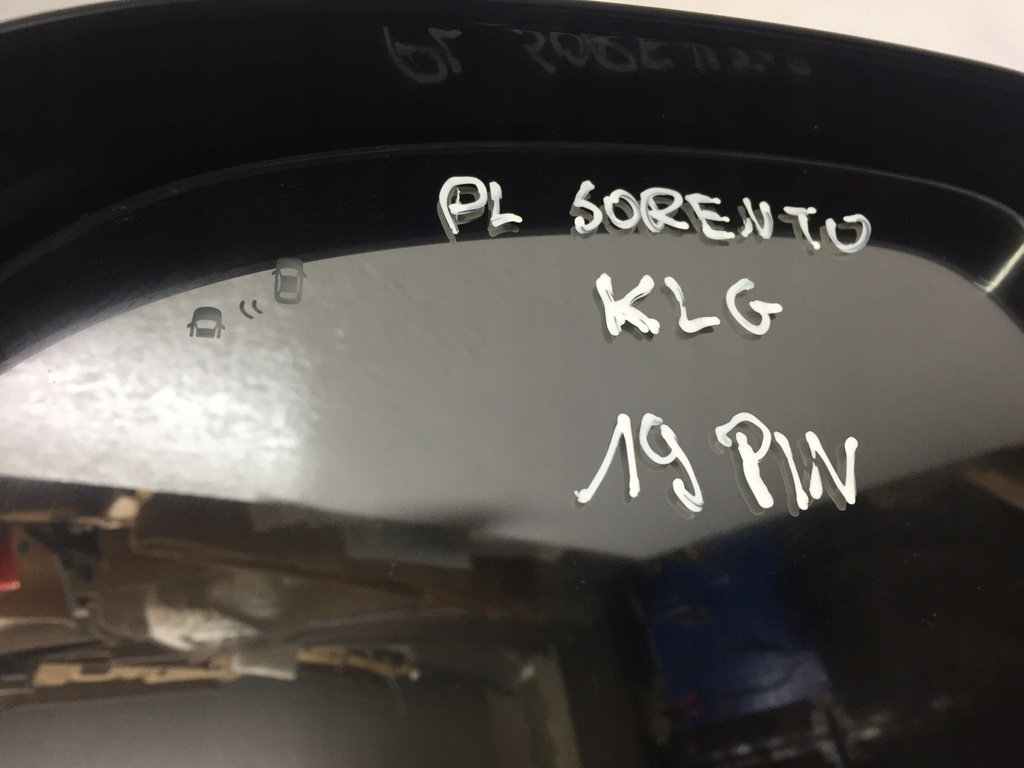 PL SORENTO
KLG
19 PIN